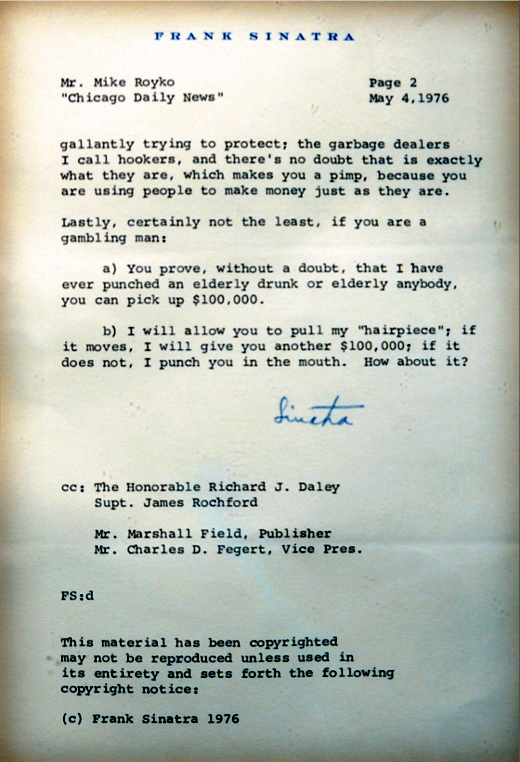 FRANK SINATRA
Mr. Mike Royko Page 2
"Chicago Daily News" May 4,1976
gallantly trying to protect; the garbage dealers
I call hookers, and there's no doubt that is exactly
what they are, which makes you a pimp, because you
are using people to make money just as they are.
Lastly, certainly not the least, if you are a
gambling man:
a) You prove, without a doubt, that I have
ever punched an elderly drunk or elderly anybody,
you can pick up $100,000.
b) I will allow you to pull my "hairpiece"; if
it moves, I will give you another $100,000; if it
does not, I punch you in the mouth. How about it?
Sinatra
cc: The Honorable Richard J. Daley
Supt. James Rochford
Mr. Marshall Field, Publisher
Mr. Charles D. Fegert, Vice Pres.
FS:d
This material has been copyrighted
may not be reproduced unless used in
its entirety and sets forth the following
copyright notice:
(c) Frank Sinatra 1976